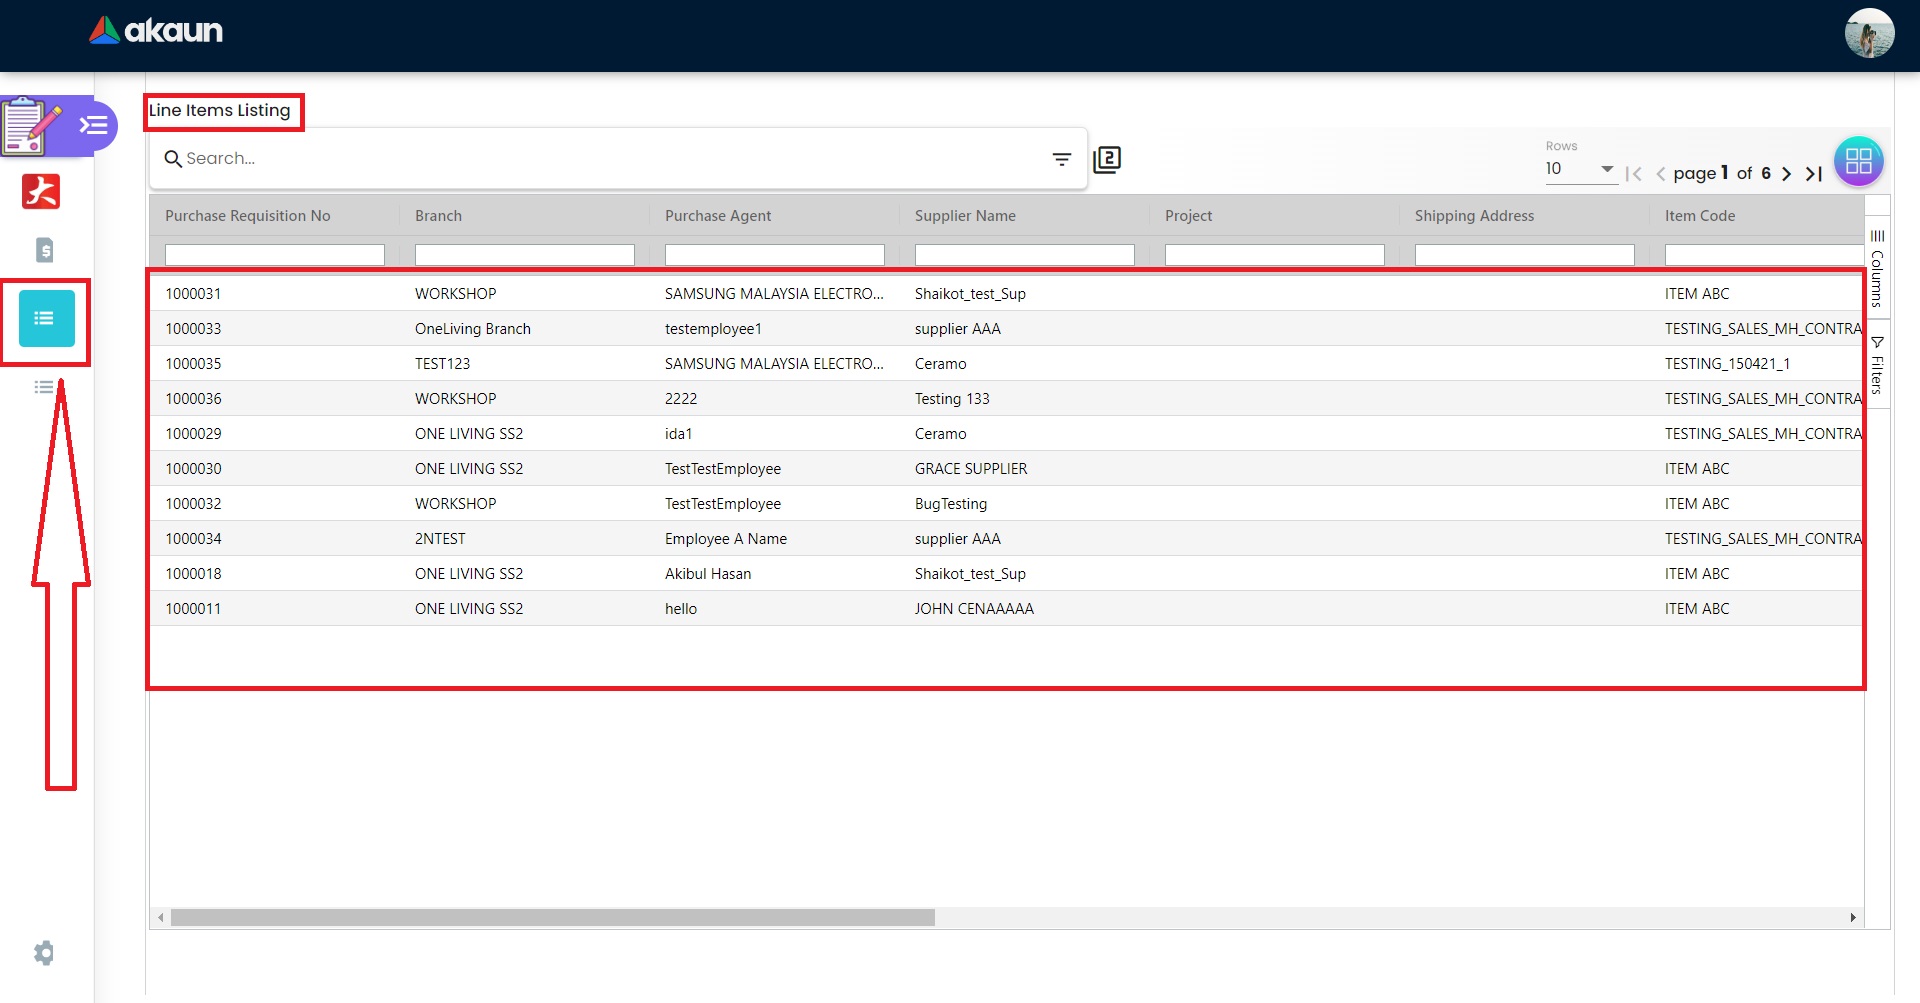 akaun
Line Items Listing
Search...
2
Rows
10
page 1 of 6
Purchase Requisition No Branch Purchase Agent Supplier Name Project Shipping Address Item Code
Columns
Filters
1000031 WORKSHOP SAMSUNG MALAYSIA ELECTRO... Shaikot_test_Sup ITEM ABC
1000033 OneLiving Branch testemployee1 supplier AAA TESTING_SALES_MH_CONTRA
1000035 TEST123 SAMSUNG MALAYSIA ELECTRO... Ceramo TESTING_150421_1
1000036 WORKSHOP 2222 Testing 133 TESTING_SALES_MH_CONTRA
1000029 ONE LIVING SS2 ida1 Ceramo TESTING_SALES_MH_CONTRA
1000030 ONE LIVING SS2 TestTestEmployee GRACE SUPPLIER ITEM ABC
1000032 WORKSHOP TestTestEmployee BugTesting ITEM ABC
1000034 2NTEST Employee A Name supplier AAA TESTING_SALES_MH_CONTRA
1000018 ONE LIVING SS2 Akibul Hasan Shaikot_test_Sup ITEM ABC
1000011 ONE LIVING SS2 hello JOHN CENAAAAA ITEM ABC